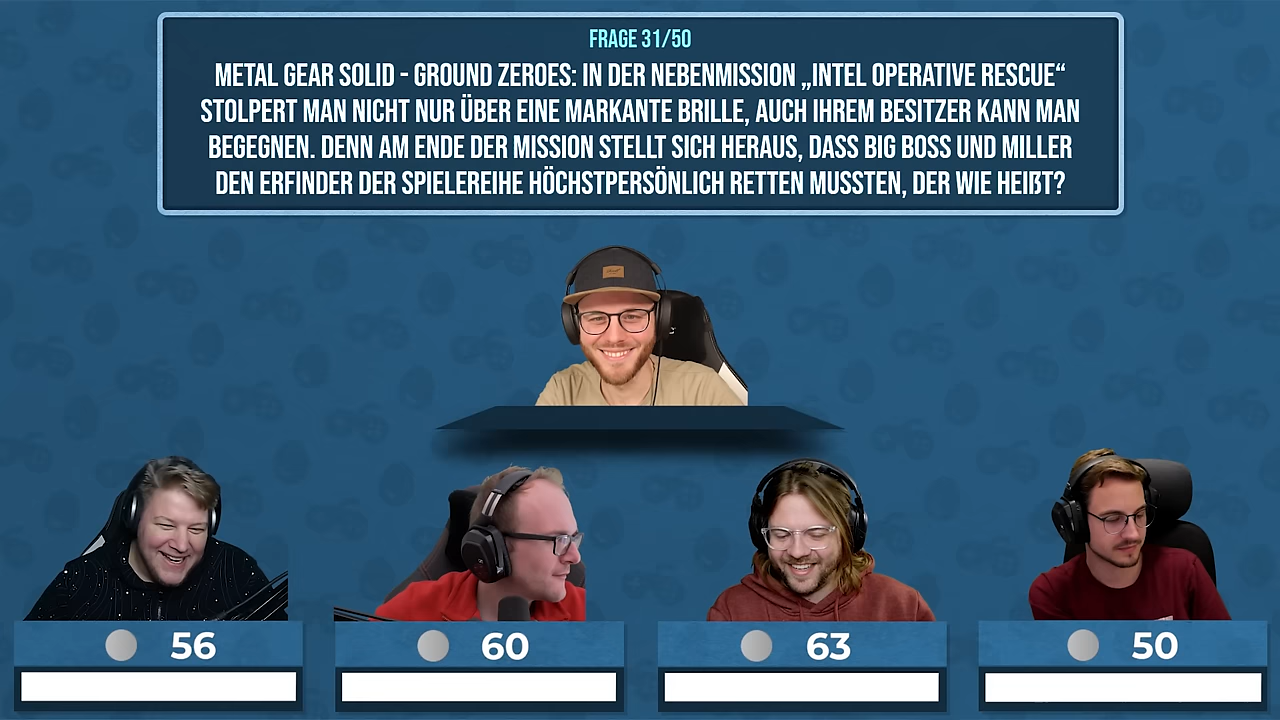 FRAGE 31/50
METAL GEAR SOLID - GROUND ZEROES: IN DER NEBENMISSION „INTEL OPERATIVE RESCUE“
STOLPERT MAN NICHT NUR ÜBER EINE MARKANTE BRILLE, AUCH IHREM BESITZER KANN MAN
BEGEGNEN. DENN AM ENDE DER MISSION STELLT SICH HERAUS, DASS BIG BOSS UND MILLER
DEN ERFINDER DER SPIELEREIHE HÖCHSTPERSÖNLICH RETTEN MUSSTEN, DER WIE HEIẞT?
56
60
63
50